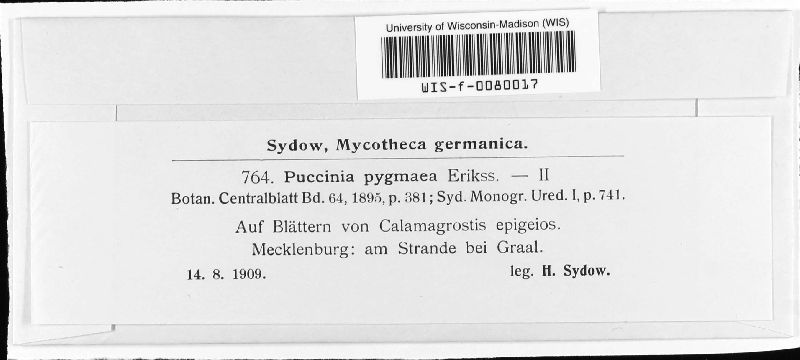 University of Wisconsin-Madison (WIS)
WIS-f-0080017
Sydow, Mycotheca germanica.
764. Puccinia pygmaea Erikss. — II
Botan. Centralblatt Bd. 64, 1895, p. 381; Syd. Monogr. Ured. I, p. 741.
Auf Blättern von Calamagrostis epigeios.
Mecklenburg: am Strande bei Graal.
14. 8. 1909. leg. H. Sydow.